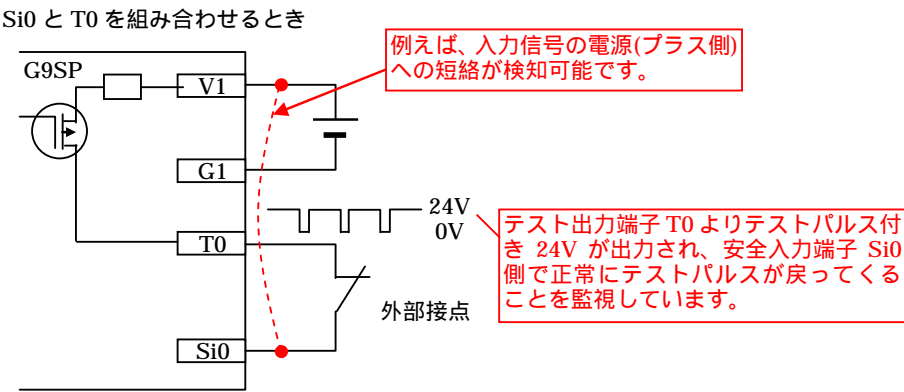 Si0 と T0 を組み合わせるとき
例えば、入力信号の電源(プラス側)
への短絡が検知可能です。
G9SP
V1
G1
24V
0V
T0
テスト出力端子 T0 よりテストパルス付
き 24V が出力され、安全入力端子 Si0
側で正常にテストパルスが戻ってくる
ことを監視しています。
外部接点
Si0